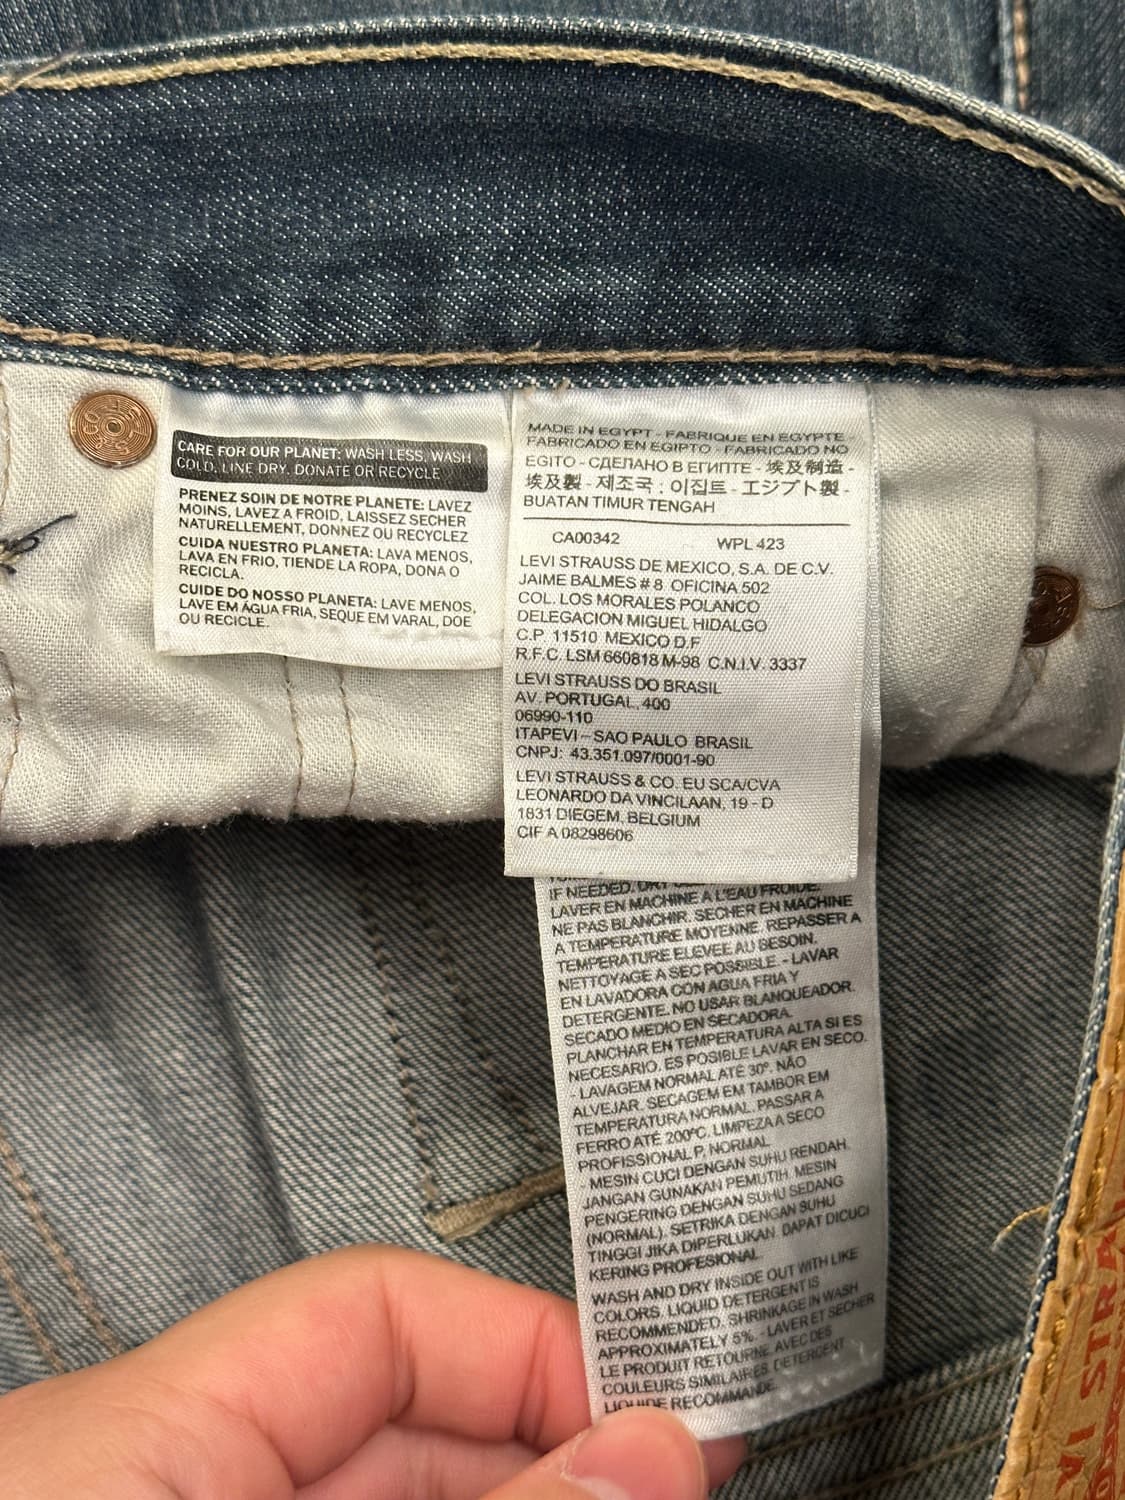 CARE FOR OUR PLANET: WASH LESS, WASH
COLD, LINE DRY, DONATE OR RECYCLE
PRENEZ SOIN DE NOTRE PLANETE: LAVEZ
MOINS, LAVEZ A FROID, LAISSEZ SECHER
NATURELLEMENT, DONNEZ OU RECYCLEZ
CUIDA NUESTRO PLANETA: LAVA MENOS,
LAVA EN FRIO, TIENDE LA ROPA, DONA O
RECICLA.
CUIDE DO NOSSO PLANETA: LAVE MENOS,
LAVE EM ÁGUA FRIA, SEQUE EM VARAL, DOE
OU RECICLE.
MADE IN EGYPT - FABRIQUE EN EGYPTE -
FABRICADO EN EGIPTO - FABRICADO NO
EGITO - СДЕЛАНО В ЕГИПТЕ - 埃及制造 -
埃及製 - 제조국 : 이집트 - エジプト製 -
BUATAN TIMUR TENGAH
CA00342 WPL 423
LEVI STRAUSS DE MEXICO, S.A. DE C.V.
JAIME BALMES # 8 OFICINA 502
COL. LOS MORALES POLANCO
DELEGACION MIGUEL HIDALGO
C.P. 11510 MEXICO D.F
R.F.C. LSM 660818 M-98 C.N.I.V. 3337
LEVI STRAUSS DO BRASIL
AV. PORTUGAL, 400
06990-110
ITAPEVI – SAO PAULO BRASIL
CNPJ: 43.351.097/0001-90
LEVI STRAUSS & CO. EU SCA/CVA
LEONARDO DA VINCILAAN, 19 - D
1831 DIEGEM, BELGIUM
CIF A 08298606
IF NEEDED. DRY
LAVER EN MACHINE A L'EAU FROIDE.
NE PAS BLANCHIR. SECHER EN MACHINE
A TEMPERATURE MOYENNE. REPASSER A
TEMPERATURE ELEVEE AU BESOIN.
NETTOYAGE A SEC POSSIBLE. - LAVAR
EN LAVADORA CON AGUA FRIA Y
DETERGENTE. NO USAR BLANQUEADOR.
SECADO MEDIO EN SECADORA.
PLANCHAR EN TEMPERATURA ALTA SI ES
NECESARIO. ES POSIBLE LAVAR EN SECO.
- LAVAGEM NORMAL ATÉ 30º. NÃO
ALVEJAR. SECAGEM EM TAMBOR EM
TEMPERATURA NORMAL. PASSAR A
FERRO ATÉ 200ºC. LIMPEZA A SECO
PROFISSIONAL P, NORMAL
- MESIN CUCI DENGAN SUHU RENDAH.
JANGAN GUNAKAN PEMUTIH. MESIN
PENGERING DENGAN SUHU SEDANG
(NORMAL). SETRIKA DENGAN SUHU
TINGGI JIKA DIPERLUKAN. DAPAT DICUCI
KERING PROFESIONAL.
WASH AND DRY INSIDE OUT WITH LIKE
COLORS. LIQUID DETERGENT IS
RECOMMENDED. SHRINKAGE IN WASH
APPROXIMATELY 5%. - LAVER ET SECHER
LE PRODUIT RETOURNE, AVEC DES
COULEURS SIMILAIRES. DETERGENT
LIQUIDE RECOMMANDE.
VI STRA